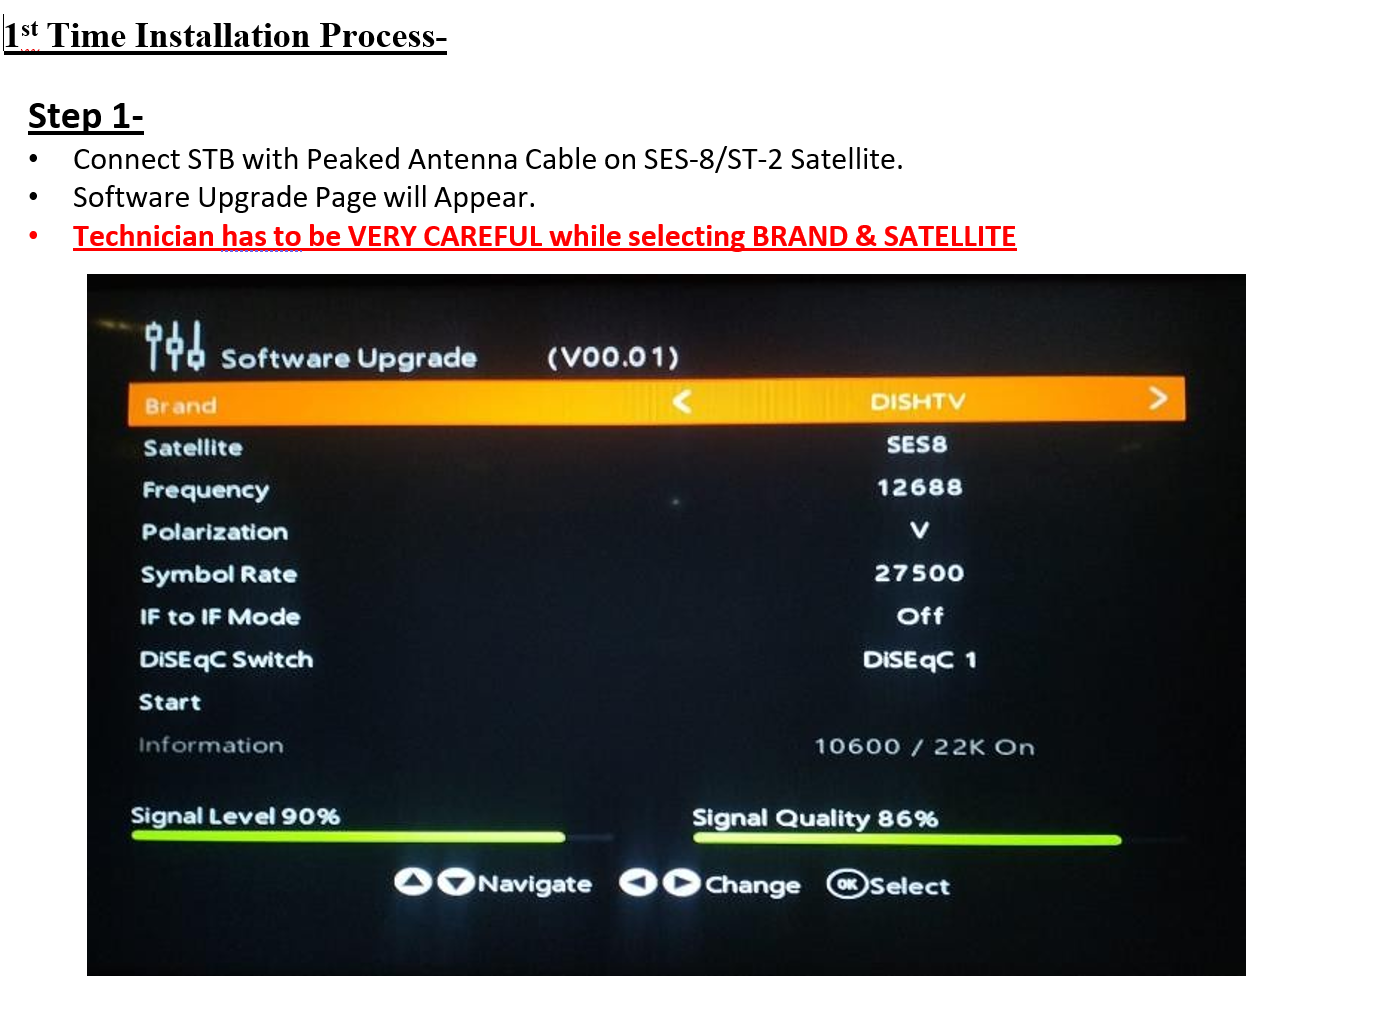 1st Time Installation Process-
Step 1-
• Connect STB with Peaked Antenna Cable on SES-8/ST-2 Satellite.
• Software Upgrade Page will Appear.
• Technician has to be VERY CAREFUL while selecting BRAND & SATELLITE
Software Upgrade (V00.01)
Brand < DISHTV >
Satellite SES8
Frequency 12688
Polarization V
Symbol Rate 27500
IF to IF Mode Off
DiSEqC Switch DiSEqC 1
Start
Information 10600 / 22K On
Signal Level 90% Signal Quality 86%
Navigate Change OK Select